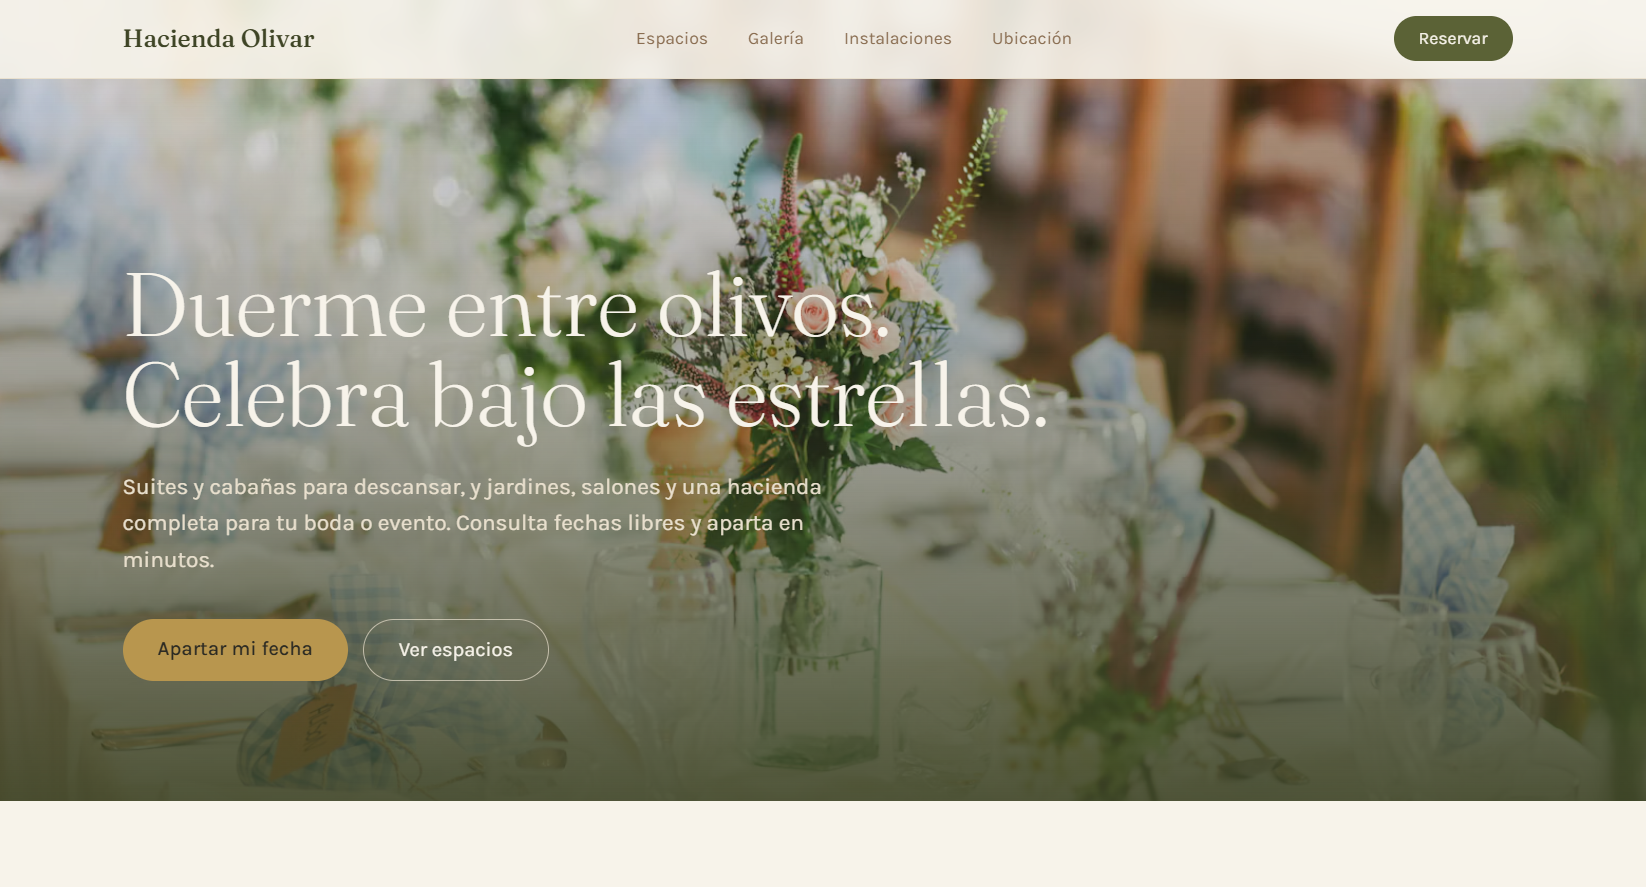 Hacienda Olivar
Espacios
Galería
Instalaciones
Ubicación
Reservar
Duerme entre olivos.
Celebra bajo las estrellas.
Suites y cabañas para descansar, y jardines, salones y una hacienda
completa para tu boda o evento. Consulta fechas libres y aparta en
minutos.
Apartar mi fecha
Ver espacios